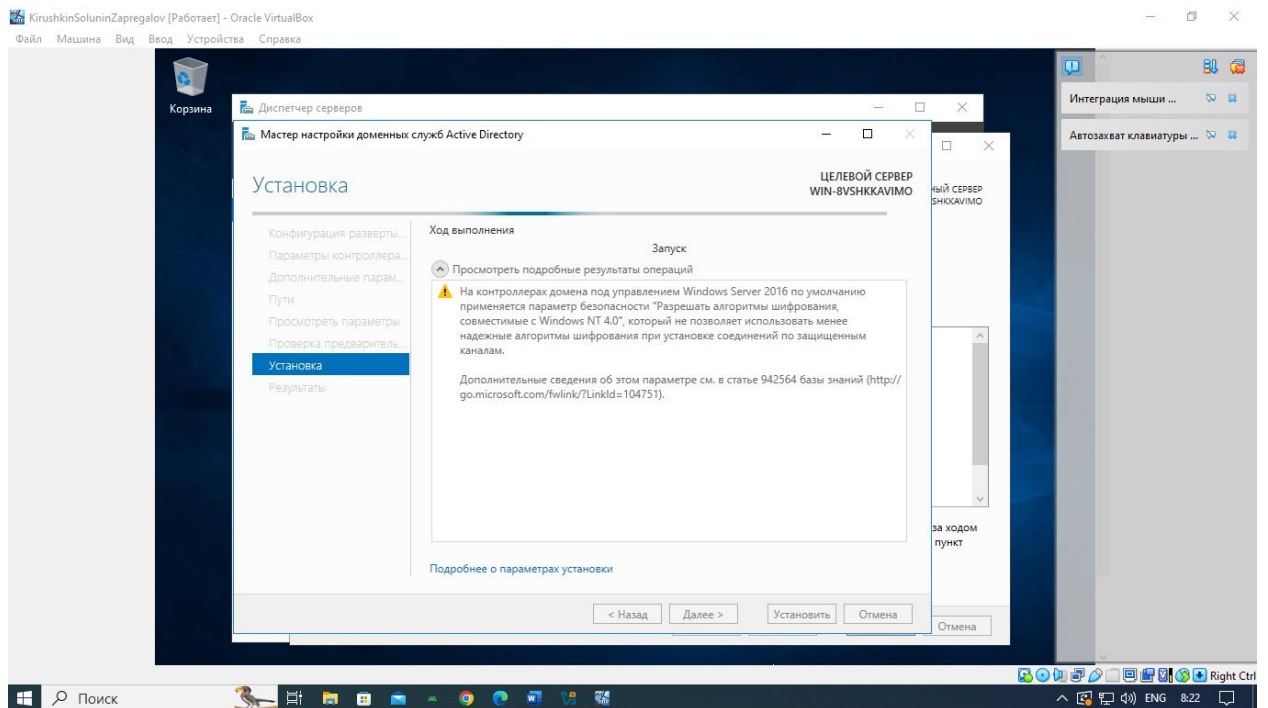 KirushkinSoluninZapregalov [Работает] - Oracle VirtualBox
Файл Машина Вид Ввод Устройства Справка
Корзина
Диспетчер серверов
Мастер настройки доменных служб Active Directory
Установка
ЦЕЛЕВОЙ СЕРВЕР
WIN-8VSHKKAVIMO
НЫЙ СЕРВЕР
SHKKAVIMO
Конфигурация разверты...
Параметры контроллера...
Дополнительные парам...
Пути
Просмотреть параметры
Проверка предваритель...
Установка
Результаты
Ход выполнения
Запуск
Просмотреть подробные результаты операций
На контроллерах домена под управлением Windows Server 2016 по умолчанию
применяется параметр безопасности "Разрешать алгоритмы шифрования,
совместимые с Windows NT 4.0", который не позволяет использовать менее
надежные алгоритмы шифрования при установке соединений по защищенным
каналам.
Дополнительные сведения об этом параметре см. в статье 942564 базы знаний (http://
go.microsoft.com/fwlink/?LinkId=104751).
Подробнее о параметрах установки
за ходом
пункт
< Назад Далее > Установить Отмена
Отмена
Интеграция мыши ...
Автозахват клавиатуры ...
Right Ctrl
Поиск
ENG 8:22